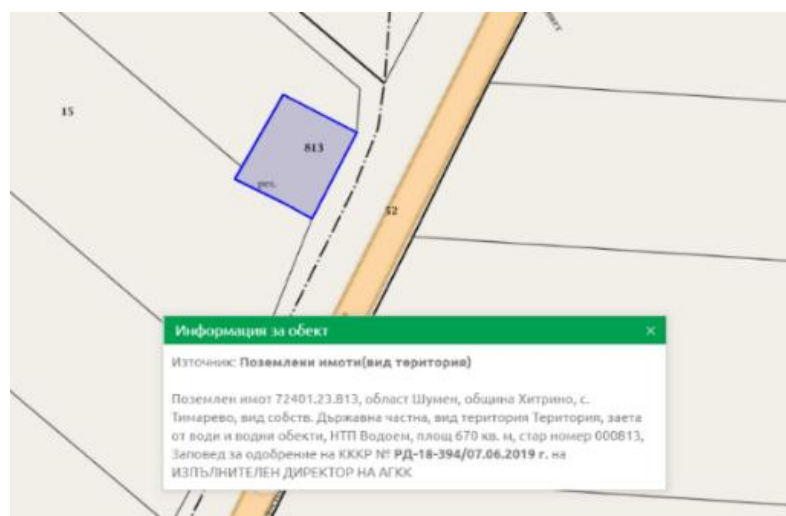 15
813
рез.
52
Информация за обект ×
Източник: Поземлени имоти(вид територия)
Поземлен имот 72401.23.813, област Шумен, община Хитрино, с.
Тимарево, вид собств. Държавна частна, вид територия Територия, заета
от води и водни обекти, НТП Водоем, площ 670 кв. м, стар номер 000813,
Заповед за одобрение на КККР № РД-18-394/07.06.2019 г. на
ИЗПЪЛНИТЕЛЕН ДИРЕКТОР НА АГКК